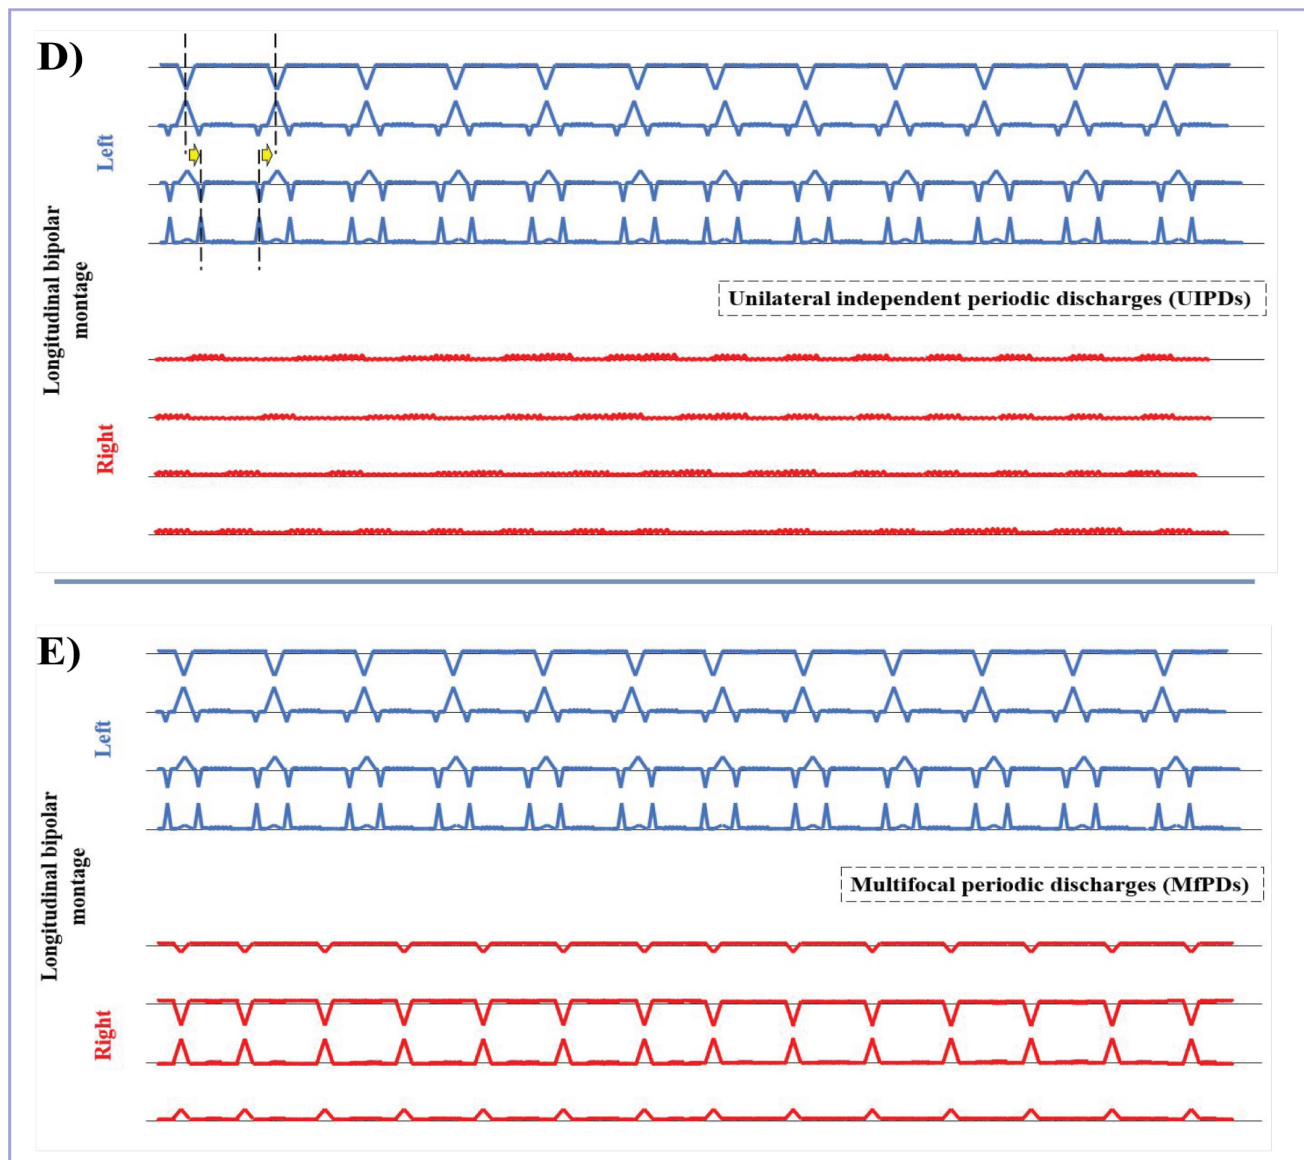 D)
Left
Longitudinal bipolar
montage
Unilateral independent periodic discharges (UIPDs)
Right
E)
Left
Longitudinal bipolar
montage
Multifocal periodic discharges (MfPDs)
Right